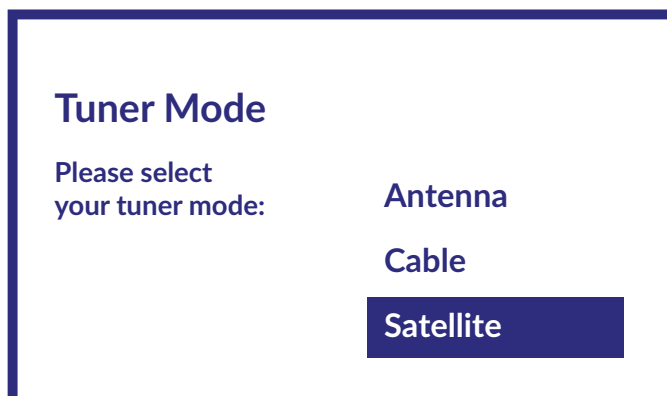 Tuner Mode
Please select
your tuner mode:
Antenna
Cable
Satellite